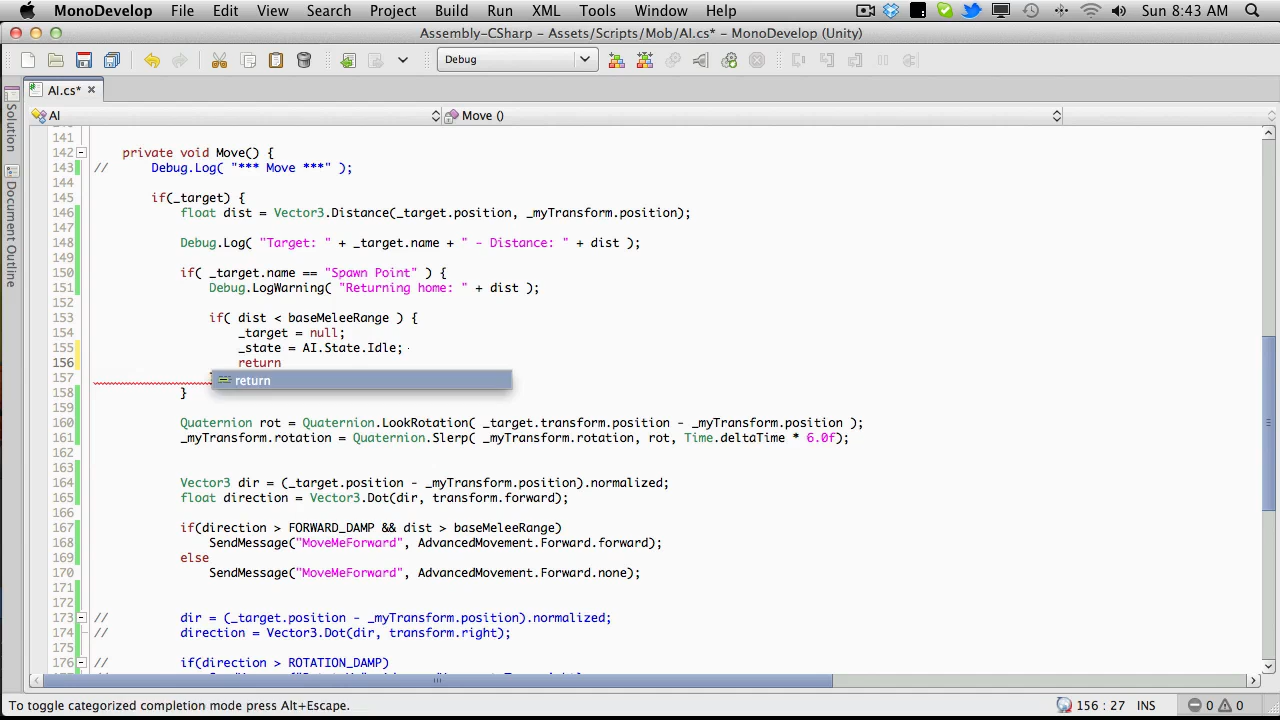 MonoDevelop File Edit View Search Project Build Run XML Tools Window Help Sun 8:43 AM
Assembly-CSharp – Assets/Scripts/Mob/AI.cs* – MonoDevelop (Unity)
Debug
AI.cs*
AI Move ()
Solution
Document Outline
141
142 private void Move() {
143 // Debug.Log( "*** Move ***" );
144
145 if(_target) {
146 float dist = Vector3.Distance(_target.position, _myTransform.position);
147
148 Debug.Log( "Target: " + _target.name + " - Distance: " + dist );
149
150 if( _target.name == "Spawn Point" ) {
151 Debug.LogWarning( "Returning home: " + dist );
152
153 if( dist < baseMeleeRange ) {
154 _target = null;
155 _state = AI.State.Idle;
156 return
157
return
158 }
159
160 Quaternion rot = Quaternion.LookRotation( _target.transform.position - _myTransform.position );
161 _myTransform.rotation = Quaternion.Slerp( _myTransform.rotation, rot, Time.deltaTime * 6.0f);
162
163
164 Vector3 dir = (_target.position - _myTransform.position).normalized;
165 float direction = Vector3.Dot(dir, transform.forward);
166
167 if(direction > FORWARD_DAMP && dist > baseMeleeRange)
168 SendMessage("MoveMeForward", AdvancedMovement.Forward.forward);
169 else
170 SendMessage("MoveMeForward", AdvancedMovement.Forward.none);
171
172
173 // dir = (_target.position - _myTransform.position).normalized;
174 // direction = Vector3.Dot(dir, transform.right);
175
176 // if(direction > ROTATION_DAMP)
To toggle categorized completion mode press Alt+Escape. 156 : 27 INS 0 0